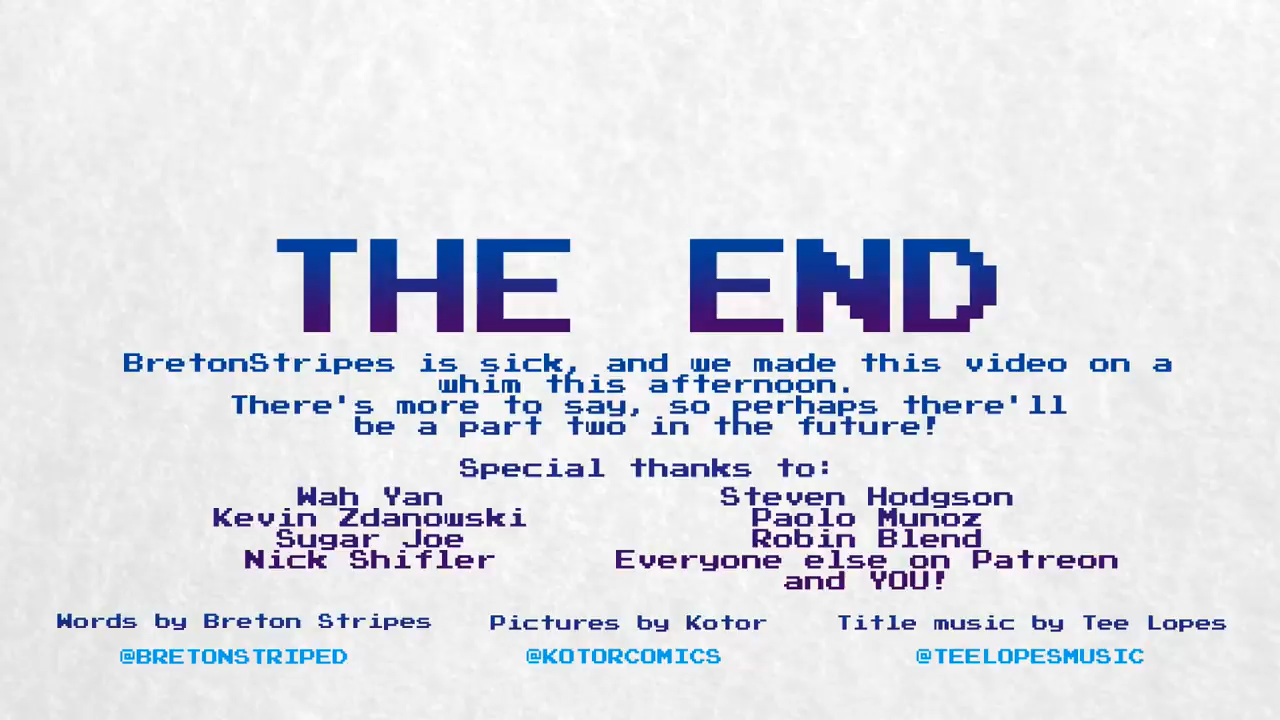 THE END
BretonStripes is sick, and we made this video on a
whim this afternoon.
There's more to say, so perhaps there'll
be a part two in the future!
Special thanks to:
Wah Yan
Kevin Zdanowski
Sugar Joe
Nick Shifler
Steven Hodgson
Paolo Munoz
Robin Blend
Everyone else on Patreon
and YOU!
Words by Breton Stripes
@BRETONSTRIPED
Pictures by Kotor
@KOTORCOMICS
Title music by Tee Lopes
@TEELOPESMUSIC